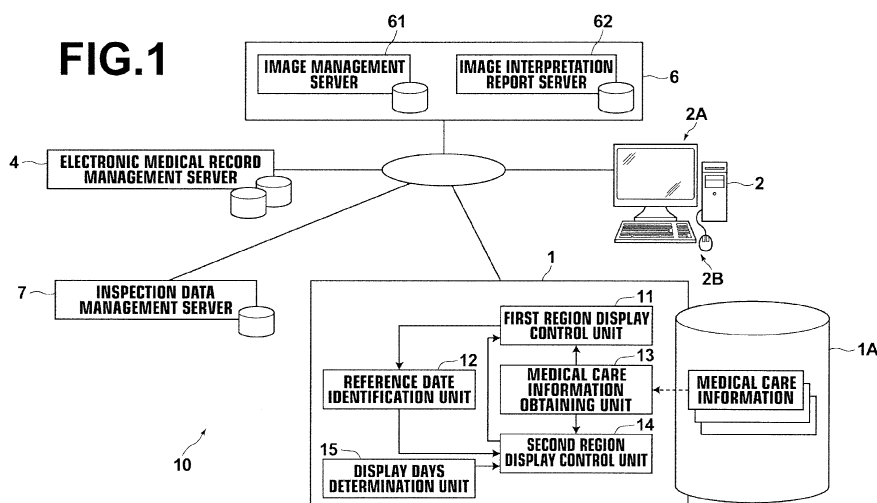 FIG.1
61
62
IMAGE MANAGEMENT
SERVER
IMAGE INTERPRETATION
REPORT SERVER
6
2A
4
ELECTRONIC MEDICAL RECORD
MANAGEMENT SERVER
2
2B
7
INSPECTION DATA
MANAGEMENT SERVER
1
11
FIRST REGION DISPLAY
CONTROL UNIT
1A
12
REFERENCE DATE
IDENTIFICATION UNIT
13
MEDICAL CARE
INFORMATION
OBTAINING UNIT
MEDICAL CARE
INFORMATION
14
SECOND REGION
DISPLAY CONTROL UNIT
15
DISPLAY DAYS
DETERMINATION UNIT
10